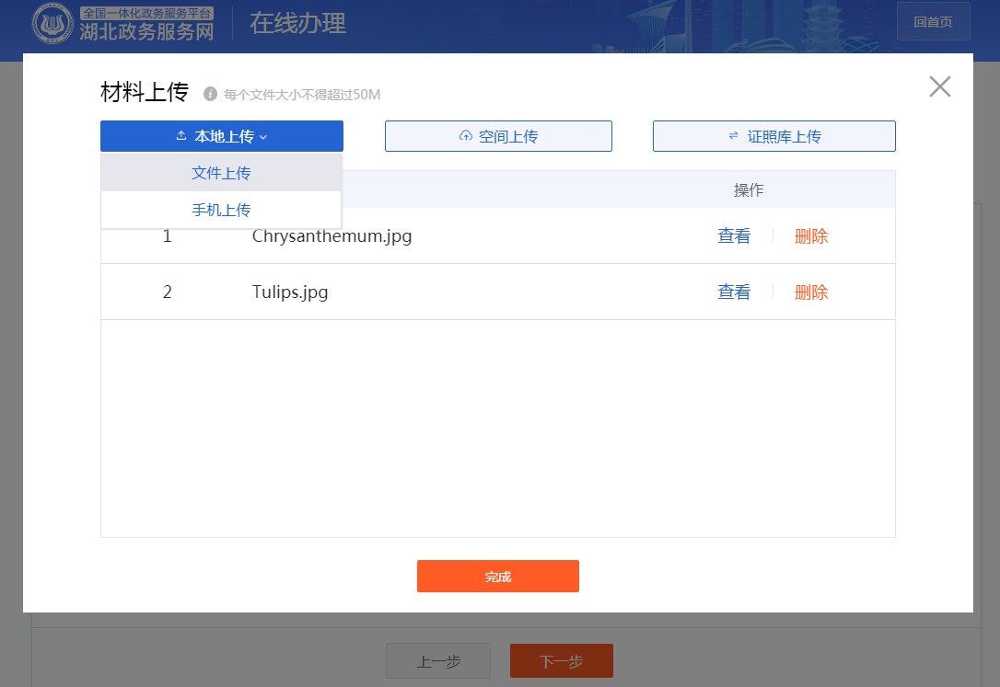 全国一体化政务服务平台
湖北政务服务网
在线办理
回首页
材料上传
每个文件大小不得超过50M
本地上传
空间上传
证照库上传
文件上传
手机上传
操作
1 Chrysanthemum.jpg 查看 删除
2 Tulips.jpg 查看 删除
完成
上一步
下一步